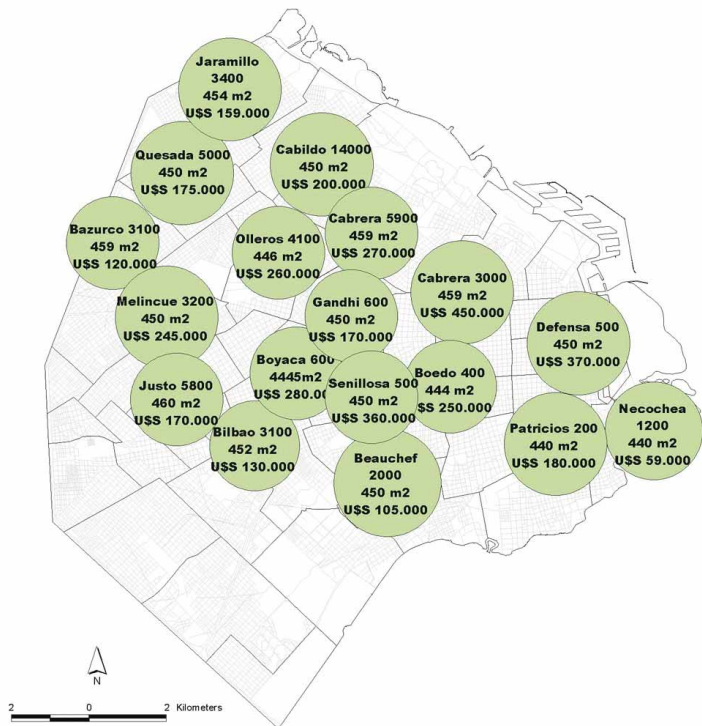 Jaramillo
3400
454 m2
U$S 159.000
Quesada 5000
450 m2
U$S 175.000
Cabildo 14000
450 m2
U$S 200.000
Bazurco 3100
459 m2
U$S 120.000
Olleros 4100
446 m2
U$S 260.000
Cabrera 5900
459 m2
U$S 270.000
Cabrera 3000
459 m2
U$S 450.000
Melincue 3200
450 m2
U$S 245.000
Gandhi 600
450 m2
U$S 170.000
Defensa 500
450 m2
U$S 370.000
Boyaca 600
4445m2
U$S 280.00
Senillosa 500
450 m2
U$S 360.000
Boedo 400
444 m2
$S 250.000
Justo 5800
460 m2
U$S 170.000
Bilbao 3100
452 m2
U$S 130.000
Beauchef
2000
450 m2
U$S 105.000
Patricios 200
440 m2
U$S 180.000
Necochea
1200
440 m2
U$S 59.000
N
2 0 2 Kilometers